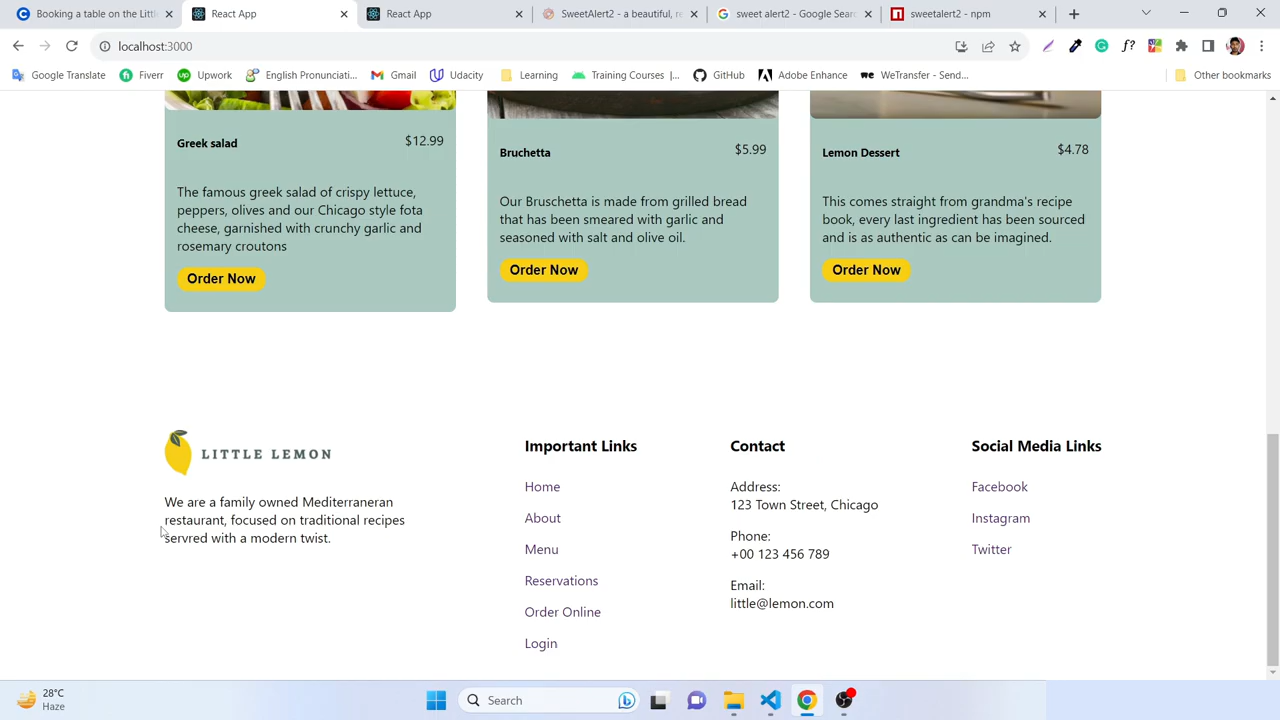 Booking a table on the Littl
React App
React App
SweetAlert2 - a beautiful, re
sweet alert2 - Google Searc
sweetalert2 - npm
localhost:3000
Google Translate
Fiverr
Upwork
English Pronunciati...
Gmail
Udacity
Learning
Training Courses |...
GitHub
Adobe Enhance
WeTransfer - Send...
Other bookmarks
Greek salad
$12.99
Bruchetta
$5.99
Lemon Dessert
$4.78
The famous greek salad of crispy lettuce,
peppers, olives and our Chicago style fota
cheese, garnished with crunchy garlic and
rosemary croutons
Order Now
Our Bruschetta is made from grilled bread
that has been smeared with garlic and
seasoned with salt and olive oil.
Order Now
This comes straight from grandma's recipe
book, every last ingredient has been sourced
and is as authentic as can be imagined.
Order Now
LITTLE LEMON
We are a family owned Mediterraneran
restaurant, focused on traditional recipes
servred with a modern twist.
Important Links
Home
About
Menu
Reservations
Order Online
Login
Contact
Address:
123 Town Street, Chicago
Phone:
+00 123 456 789
Email:
little@lemon.com
Social Media Links
Facebook
Instagram
Twitter
28°C
Haze
Search